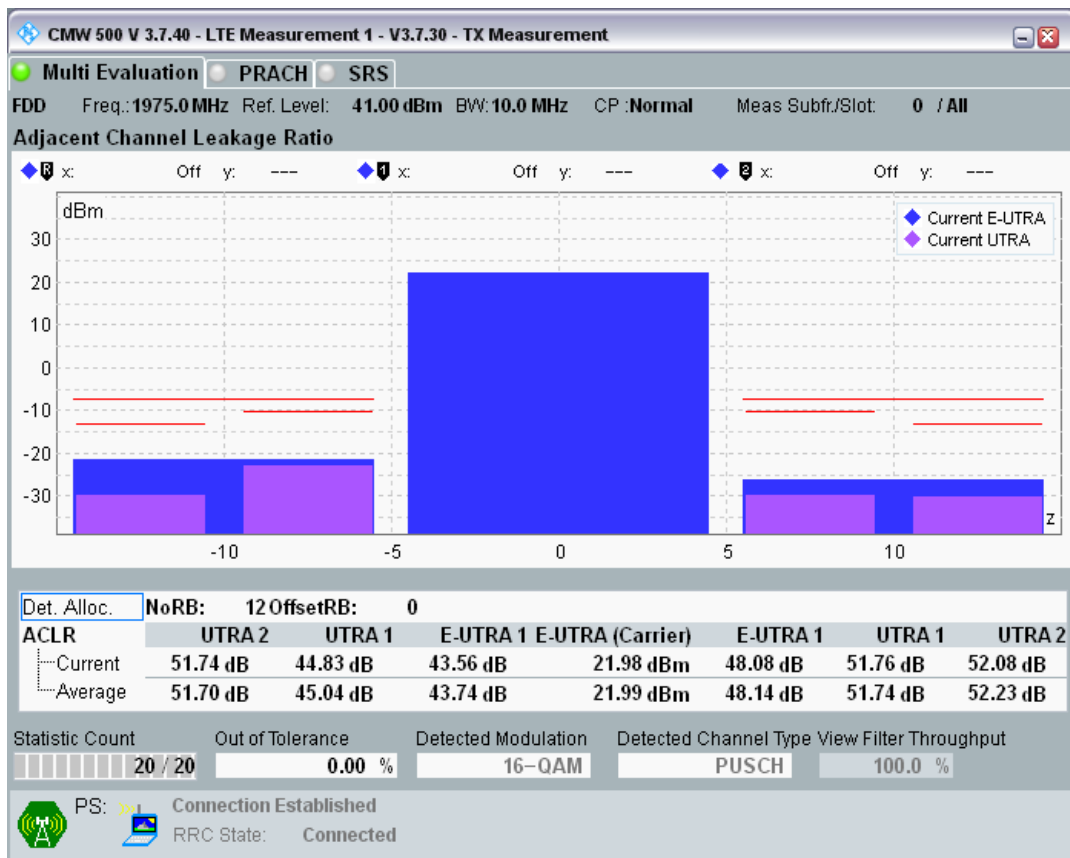 CMW 500 V 3.7.40 - LTE Measurement 1 - V3.7.30 - TX Measurement
Multi Evaluation PRACH SRS
FDD Freq.: 1975.0 MHz Ref. Level: 41.00 dBm BW: 10.0 MHz CP :Normal Meas Subfr./Slot: 0 / All
Adjacent Channel Leakage Ratio
R x: Off y: --- 1 x: Off y: --- 2 x: Off y: ---
dBm
Current E-UTRA
Current UTRA
30
20
10
0
-10
-20
-30
z
-10 -5 0 5 10
Det. Alloc. NoRB: 12 OffsetRB: 0
ACLR UTRA 2 UTRA 1 E-UTRA 1 E-UTRA (Carrier) E-UTRA 1 UTRA 1 UTRA 2
Current 51.74 dB 44.83 dB 43.56 dB 21.98 dBm 48.08 dB 51.76 dB 52.08 dB
Average 51.70 dB 45.04 dB 43.74 dB 21.99 dBm 48.14 dB 51.74 dB 52.23 dB
Statistic Count Out of Tolerance Detected Modulation Detected Channel Type View Filter Throughput
20 / 20 0.00 % 16-QAM PUSCH 100.0 %
PS: Connection Established
RRC State: Connected